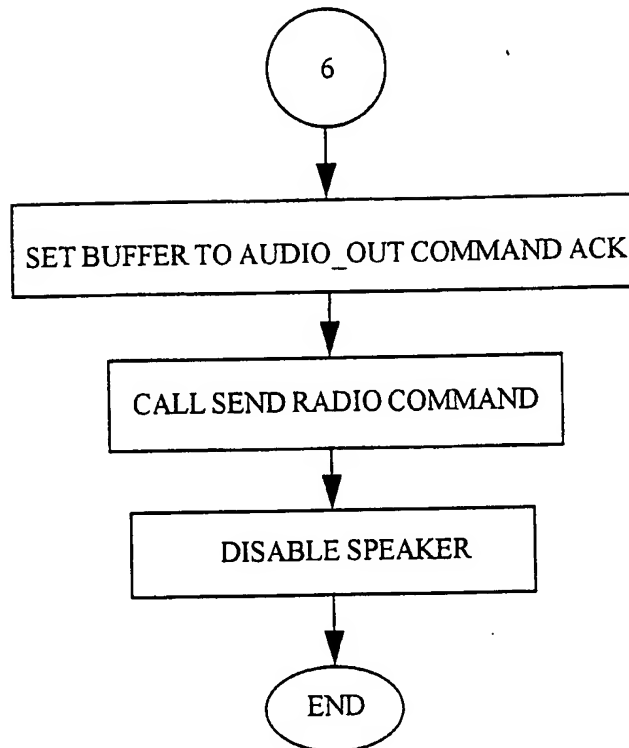 6
SET BUFFER TO AUDIO_OUT COMMAND ACK
CALL SEND RADIO COMMAND
DISABLE SPEAKER
END